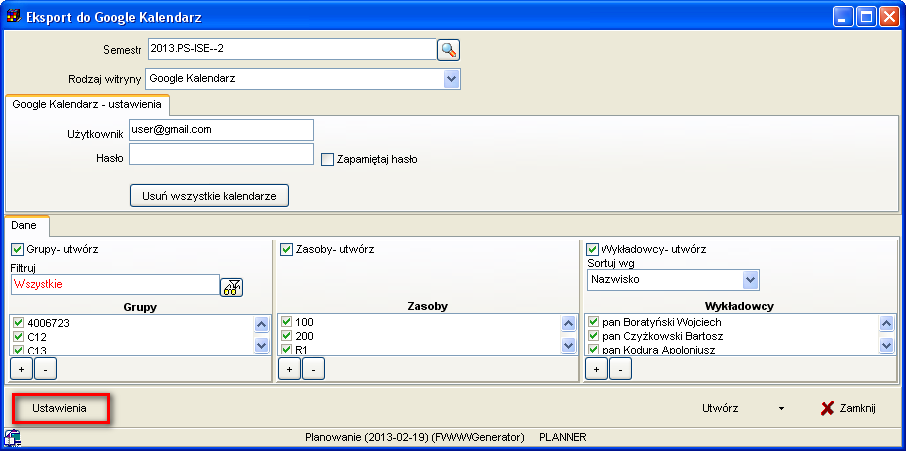 Eksport do Google Kalendarz
Semestr 2013.PS-ISE--2
Rodzaj witryny Google Kalendarz
Google Kalendarz - ustawienia
Użytkownik user@gmail.com
Hasło Zapamiętaj hasło
Usuń wszystkie kalendarze
Dane
Grupy- utwórz
Filtruj
Wszystkie
Grupy
4006723
C12
C13
+ -
Zasoby- utwórz
Zasoby
100
200
R1
+ -
Wykładowcy- utwórz
Sortuj wg
Nazwisko
Wykładowcy
pan Boratyński Wojciech
pan Czyżkowski Bartosz
pan Kodura Apoloniusz
+ -
Ustawienia Utwórz Zamknij
Planowanie (2013-02-19) (FWWWGenerator) PLANNER